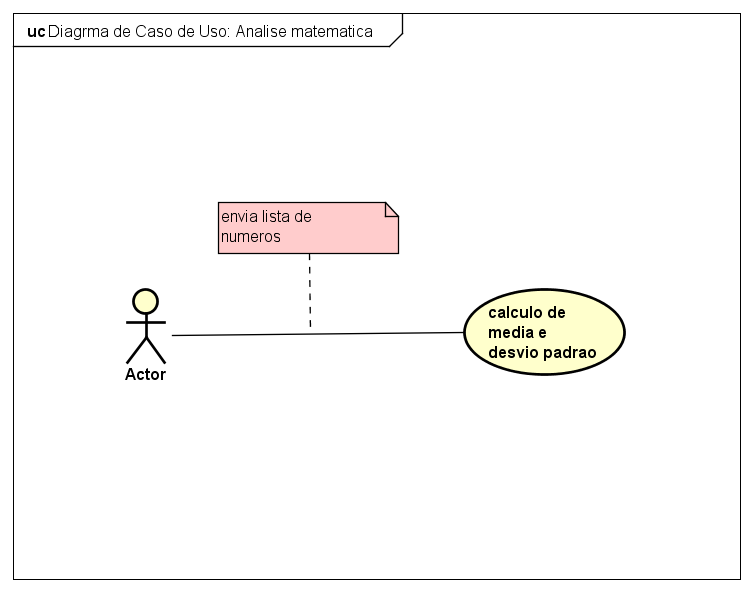 uc Diagrma de Caso de Uso: Analise matematica
envia lista de
numeros
calculo de
media e
desvio padrao
Actor